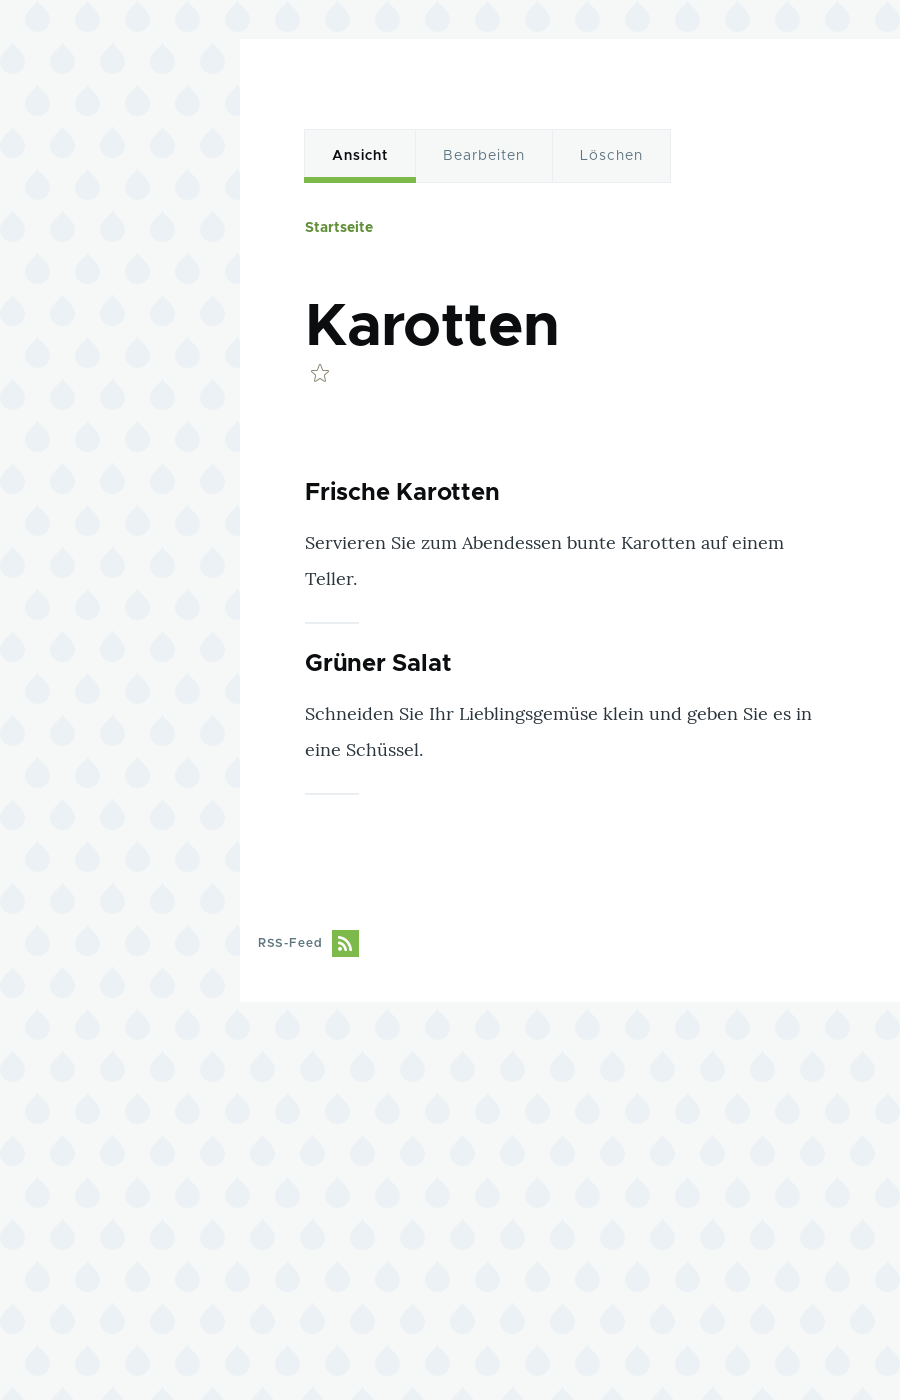 Ansicht Bearbeiten Löschen
Startseite
Karotten
Frische Karotten
Servieren Sie zum Abendessen bunte Karotten auf einem
Teller.
Grüner Salat
Schneiden Sie Ihr Lieblingsgemüse klein und geben Sie es in
eine Schüssel.
RSS-Feed